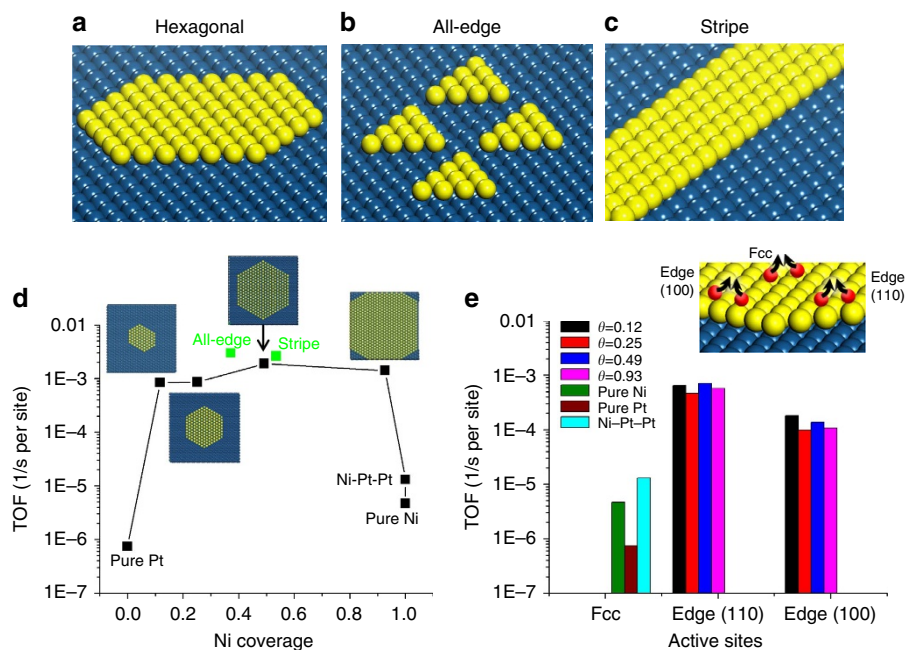 a Hexagonal
b All-edge
c Stripe
d
0.01
1E–3
1E–4
1E–5
1E–6
1E–7
TOF (1/s per site)
All-edge
Stripe
Ni-Pt-Pt
Pure Ni
Pure Pt
0.0 0.2 0.4 0.6 0.8 1.0
Ni coverage
e
Fcc
Edge
(100)
Edge
(110)
0.01
1E–3
1E–4
1E–5
1E–6
1E–7
TOF (1/s per site)
θ=0.12
θ=0.25
θ=0.49
θ=0.93
Pure Ni
Pure Pt
Ni–Pt–Pt
Fcc Edge (110) Edge (100)
Active sites